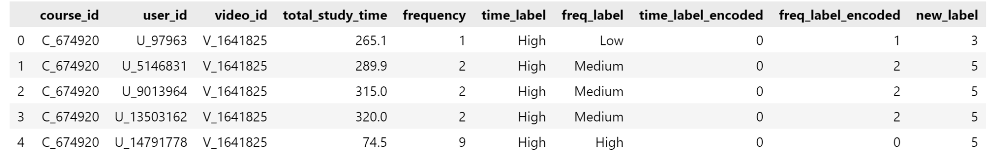 course_id user_id video_id total_study_time frequency time_label freq_label time_label_encoded freq_label_encoded new_label
0 C_674920 U_97963 V_1641825 265.1 1 High Low 0 1 3
1 C_674920 U_5146831 V_1641825 289.9 2 High Medium 0 2 5
2 C_674920 U_9013964 V_1641825 315.0 2 High Medium 0 2 5
3 C_674920 U_13503162 V_1641825 320.0 2 High Medium 0 2 5
4 C_674920 U_14791778 V_1641825 74.5 9 High High 0 0 5